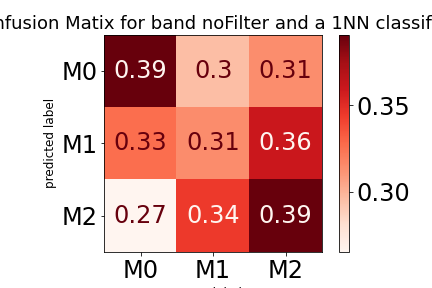 nfusion Matix for band noFilter and a 1NN classif
M0 0.39 0.3 0.31
M1 0.33 0.31 0.36
M2 0.27 0.34 0.39
M0 M1 M2
predicted label
0.35
0.30